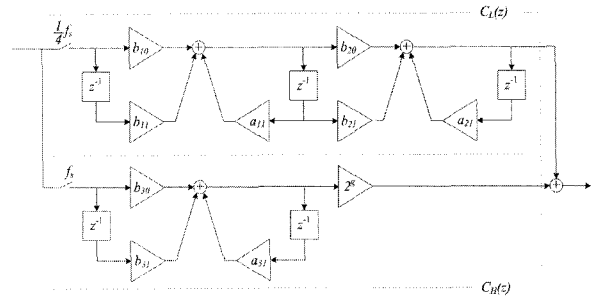 C_L(z)
1/4 f_s
b_10
b_20
z^-1
z^-1
z^-1
b_11
a_11
b_21
a_21
f_s
b_30
2^g
z^-1
z^-1
b_31
a_31
C_H(z)